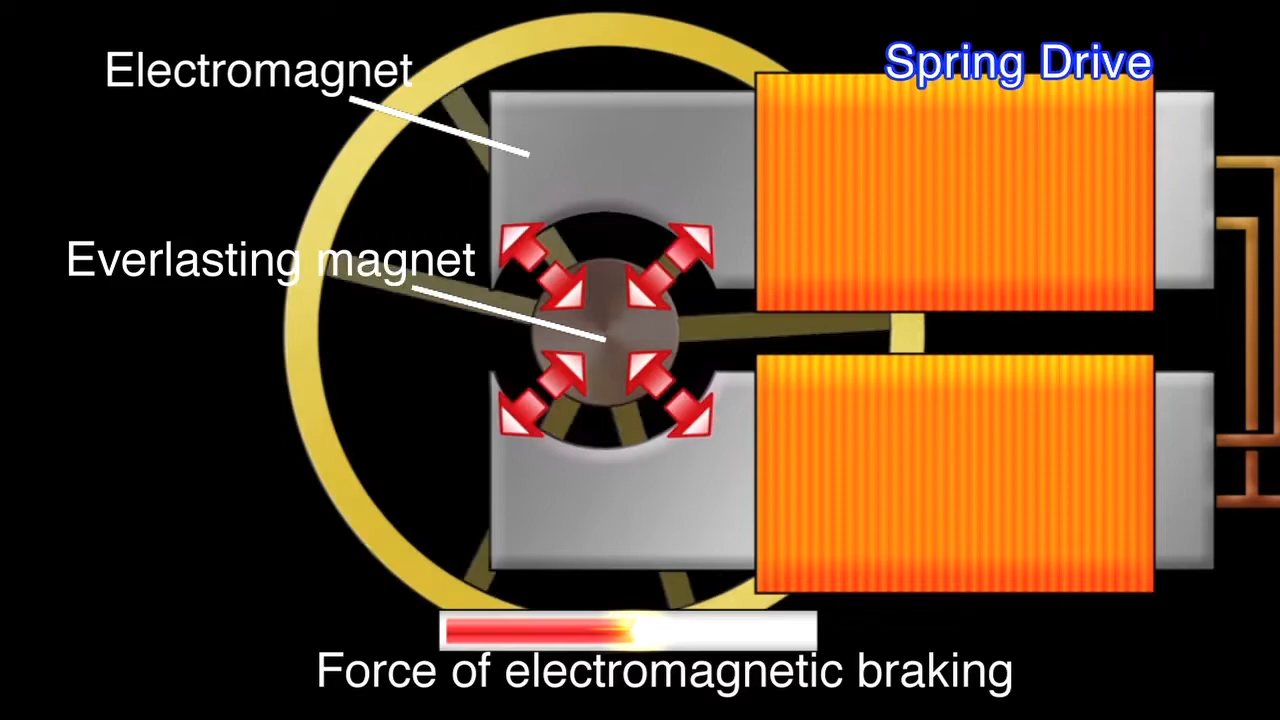 Electromagnet
Spring Drive
Everlasting magnet
Force of electromagnetic braking